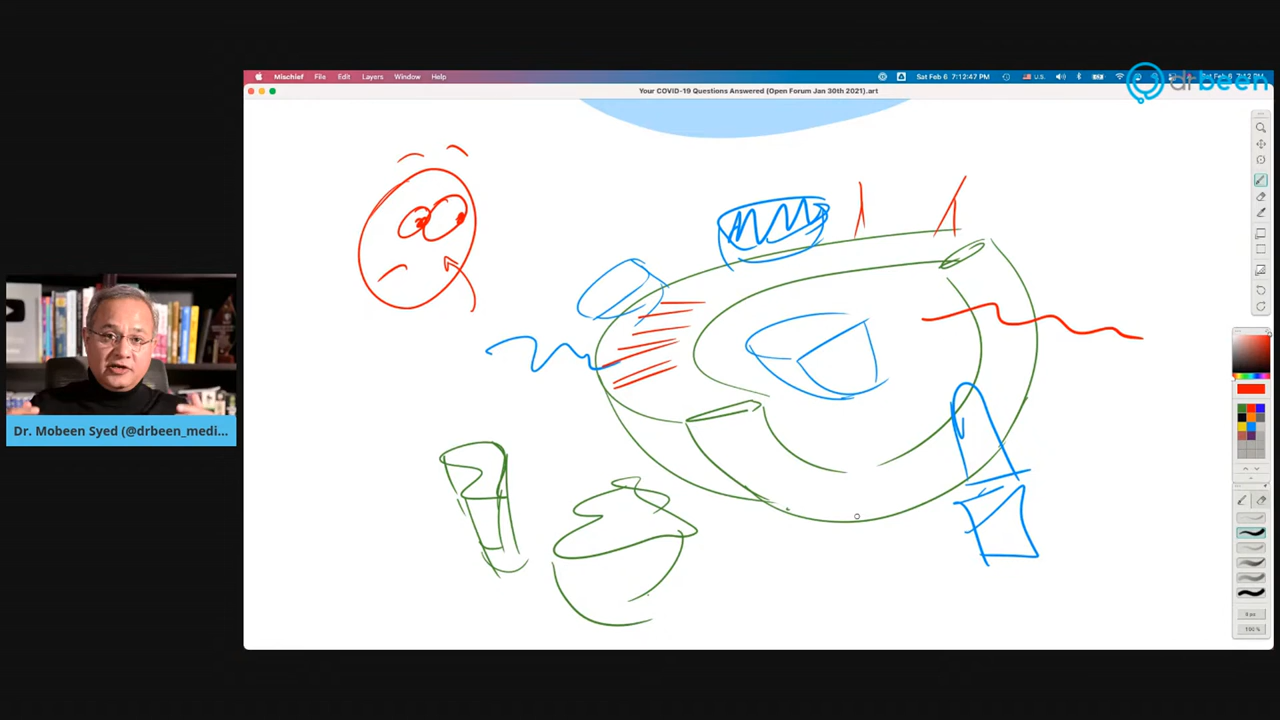 Mischief File Edit Layers Window Help U.S. Sat Feb 6 7:12:47 PM
Your COVID-19 Questions Answered (Open Forum Jan 30th 2021).art
drbeen
Dr. Mobeen Syed (@drbeen_medi...